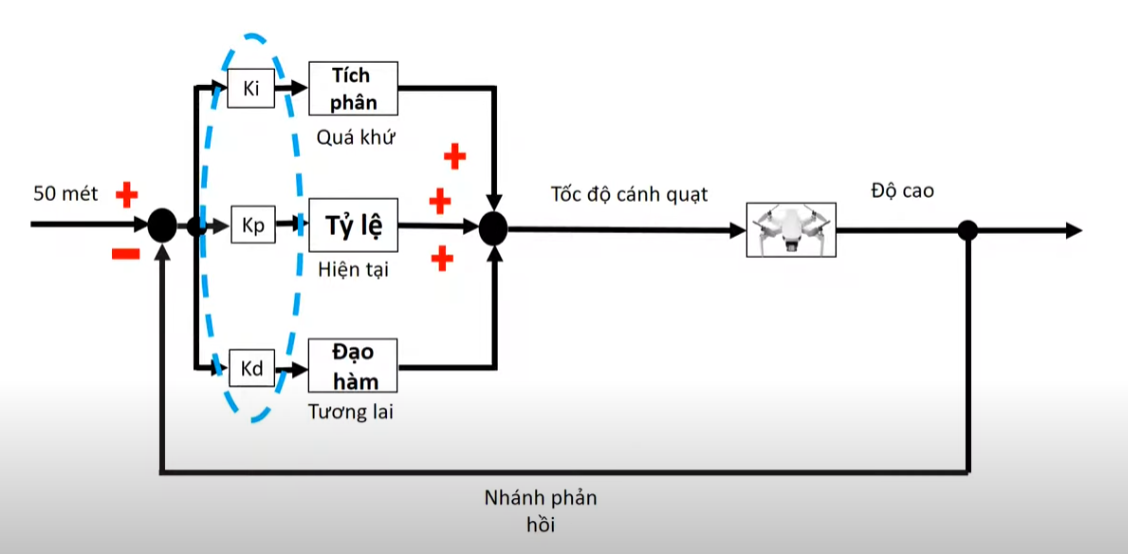 Ki
Tích
phân
Quá khứ
50 mét
+
−
Kp
Tỷ lệ
Hiện tại
+
+
+
Tốc độ cánh quạt
Độ cao
Kd
Đạo
hàm
Tương lai
Nhánh phản
hồi